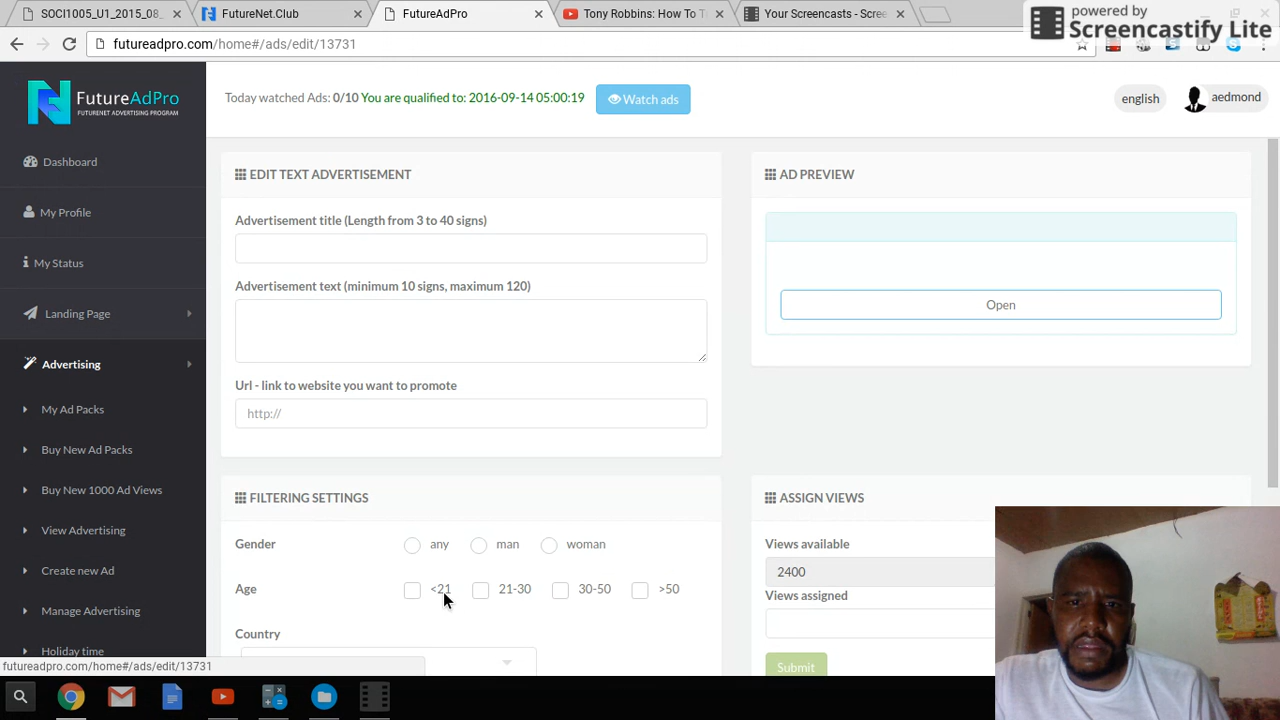 SOCI1005_U1_2015_08_
FutureNet.Club
FutureAdPro
Tony Robbins: How To T
Your Screencasts - Scree
powered by
Screencastify Lite
futureadpro.com/home#/ads/edit/13731
FutureAdPro
FUTURENET ADVERTISING PROGRAM
Today watched Ads: 0/10 You are qualified to: 2016-09-14 05:00:19
Watch ads
english
aedmond
Dashboard
My Profile
My Status
Landing Page
Advertising
My Ad Packs
Buy New Ad Packs
Buy New 1000 Ad Views
View Advertising
Create new Ad
Manage Advertising
Holiday time
EDIT TEXT ADVERTISEMENT
Advertisement title (Length from 3 to 40 signs)
Advertisement text (minimum 10 signs, maximum 120)
Url - link to website you want to promote
http://
AD PREVIEW
Open
FILTERING SETTINGS
Gender any man woman
Age <21 21-30 30-50 >50
Country
ASSIGN VIEWS
Views available
2400
Views assigned
Submit
futureadpro.com/home#/ads/edit/13731